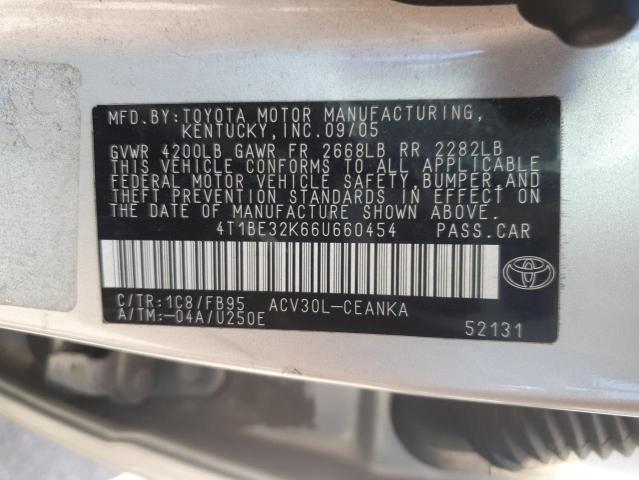 MFD.BY:TOYOTA MOTOR MANUFACTURING,
KENTUCKY,INC.09/05
GVWR 4200LB GAWR FR 2668LB RR 2282LB
THIS VEHICLE CONFORMS TO ALL APPLICABLE
FEDERAL MOTOR VEHICLE SAFETY,BUMPER,AND
THEFT PREVENTION STANDARDS IN EFFECT ON
THE DATE OF MANUFACTURE SHOWN ABOVE.
4T1BE32K66U660454 PASS.CAR
C/TR:1C8/FB95 ACV30L-CEANKA
A/TM:-04A/U250E
52131